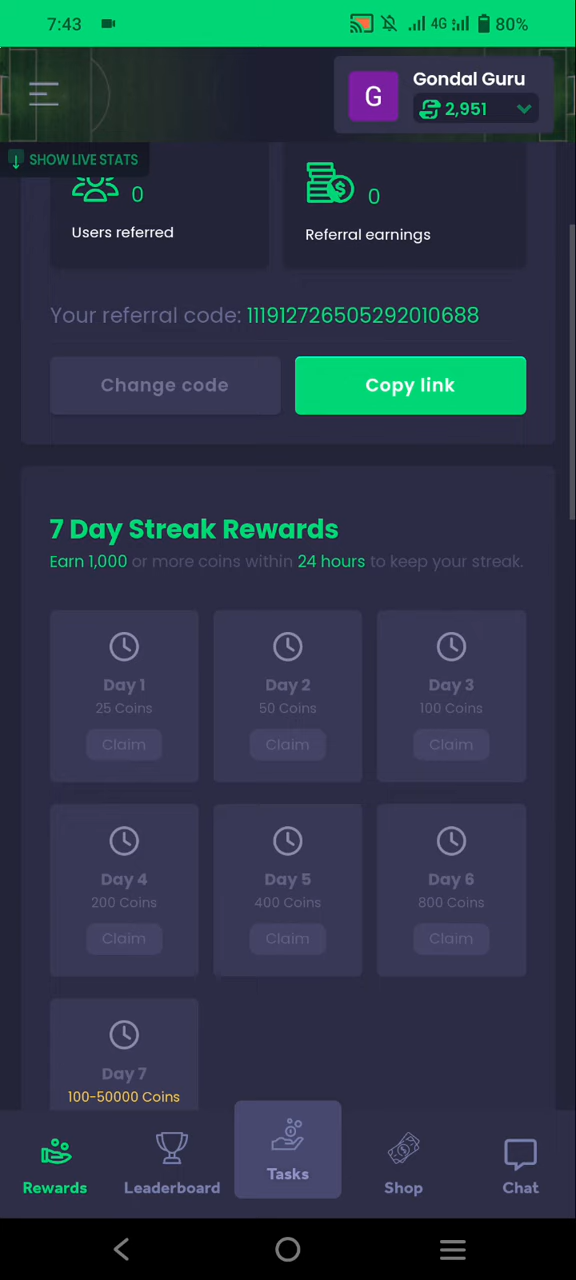 7:43
4G
80%
G
Gondal Guru
2,951
SHOW LIVE STATS
0
Users referred
0
Referral earnings
Your referral code: 111912726505292010688
Change code
Copy link
7 Day Streak Rewards
Earn 1,000 or more coins within 24 hours to keep your streak.
Day 1
25 Coins
Claim
Day 2
50 Coins
Claim
Day 3
100 Coins
Claim
Day 4
200 Coins
Claim
Day 5
400 Coins
Claim
Day 6
800 Coins
Claim
Day 7
100-50000 Coins
Rewards
Leaderboard
Tasks
Shop
Chat